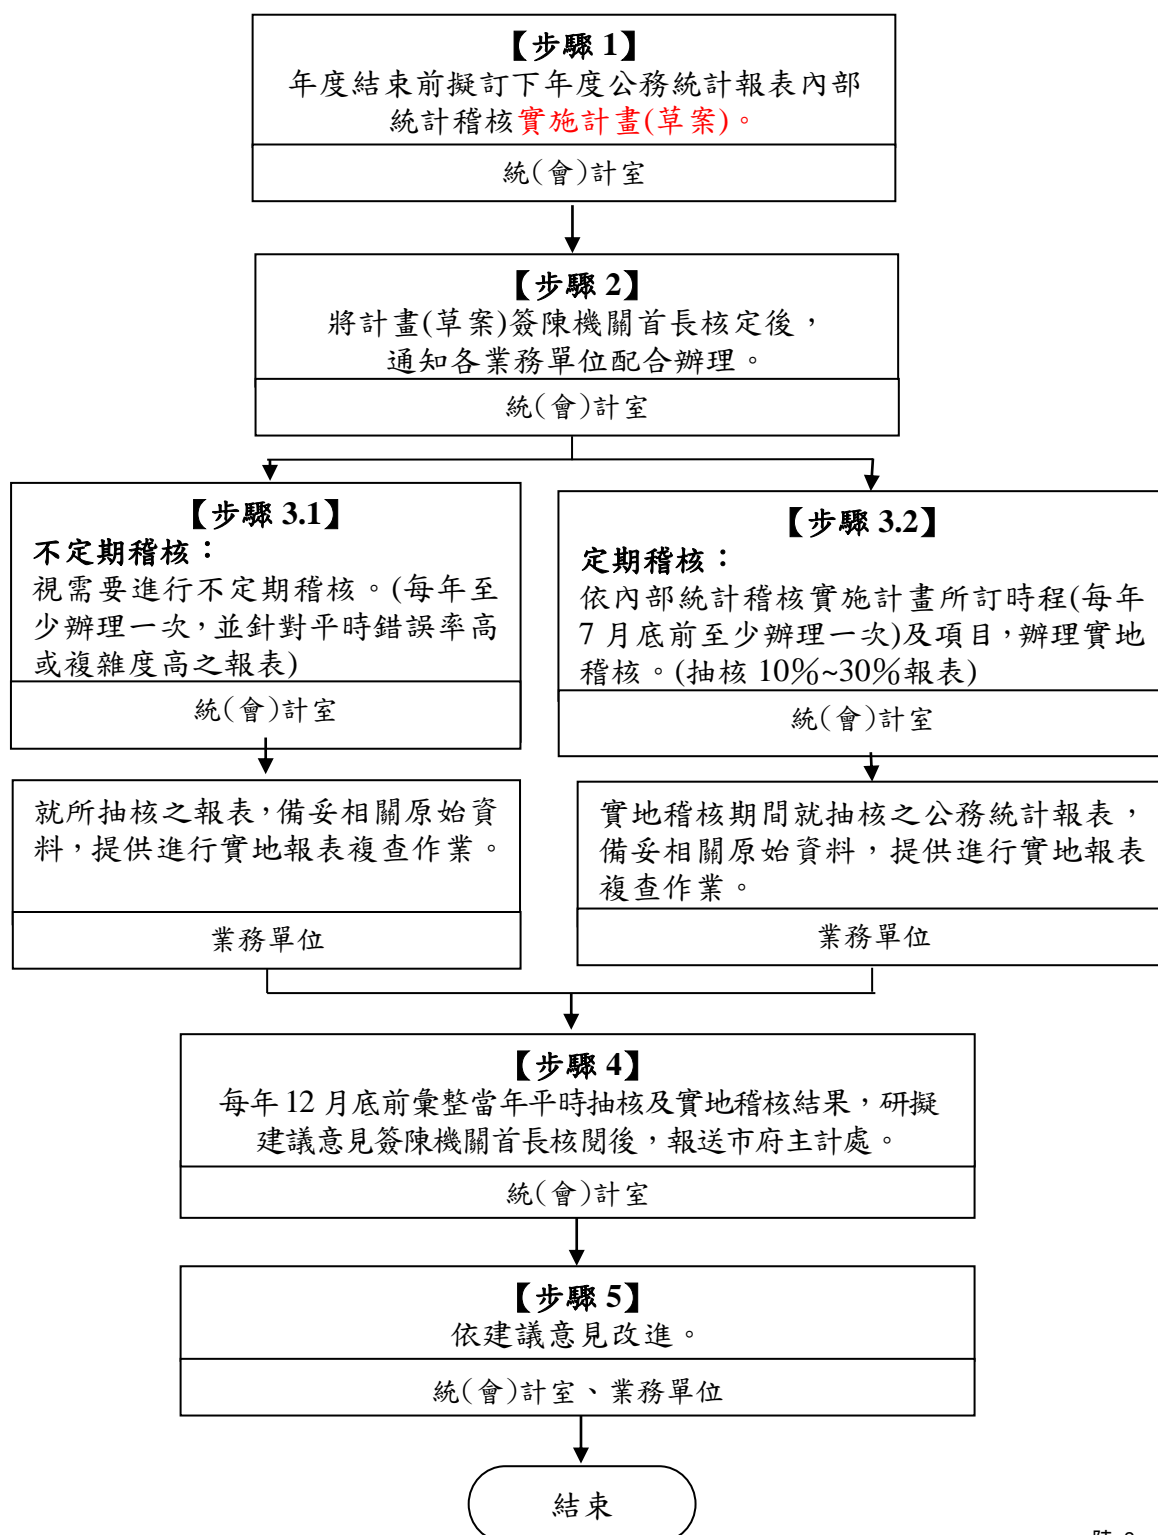 【步驟 1】
年度結束前擬訂下年度公務統計報表內部
統計稽核實施計畫(草案)。
統(會)計室
【步驟 2】
將計畫(草案)簽陳機關首長核定後，
通知各業務單位配合辦理。
統(會)計室
【步驟 3.1】
不定期稽核：
視需要進行不定期稽核。(每年至
少辦理一次，並針對平時錯誤率高
或複雜度高之報表)
統(會)計室
【步驟 3.2】
定期稽核：
依內部統計稽核實施計畫所訂時程(每年
7 月底前至少辦理一次)及項目，辦理實地
稽核。(抽核 10%~30%報表)
統(會)計室
就所抽核之報表，備妥相關原始資
料，提供進行實地報表複查作業。
業務單位
實地稽核期間就抽核之公務統計報表，
備妥相關原始資料，提供進行實地報表
複查作業。
業務單位
【步驟 4】
每年 12 月底前彙整當年平時抽核及實地稽核結果，研擬
建議意見簽陳機關首長核閱後，報送市府主計處。
統(會)計室
【步驟 5】
依建議意見改進。
統(會)計室、業務單位
結束